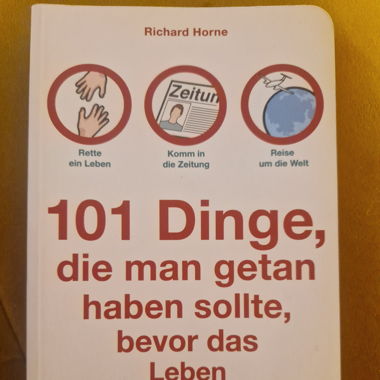 Richard Horne
Zeitun
Rette
ein Leben
Komm in
die Zeitung
Reise
um die Welt
101 Dinge,
die man getan
haben sollte,
bevor das
Leben